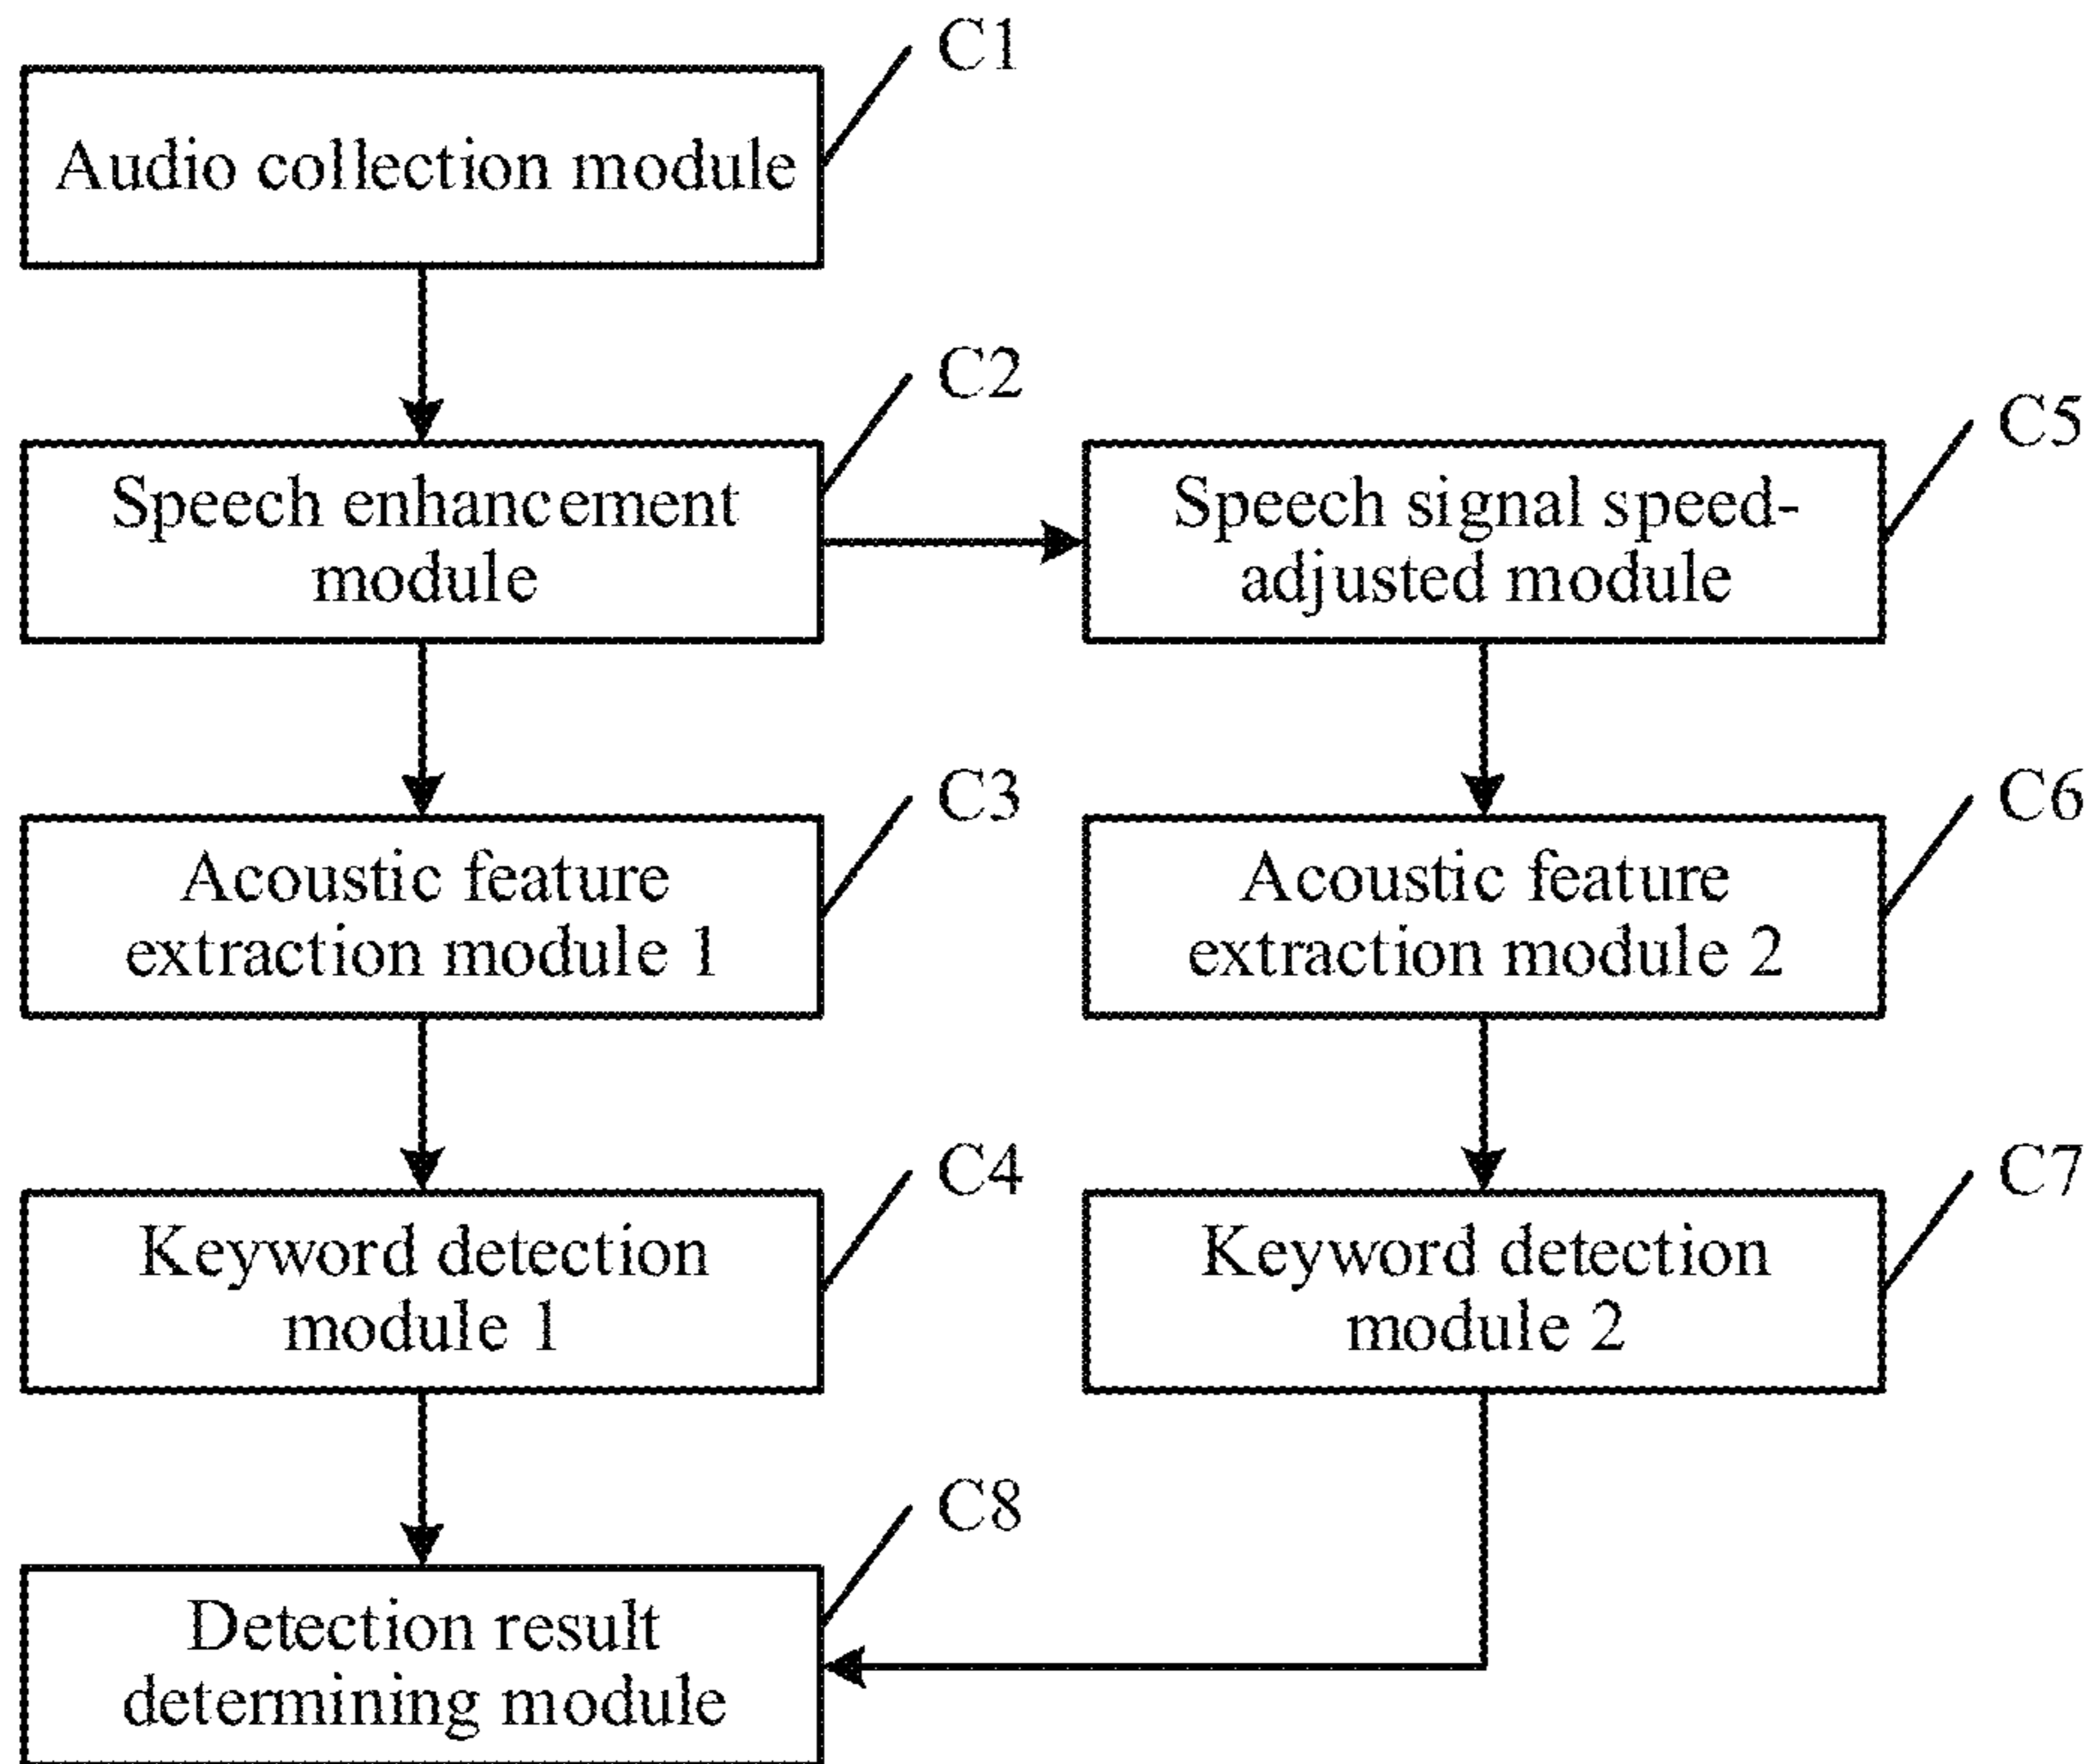 C1
Audio collection module
C2
Speech enhancement
module
C5
Speech signal speed-
adjusted module
C3
Acoustic feature
extraction module 1
C6
Acoustic feature
extraction module 2
C4
Keyword detection
module 1
C7
Keyword detection
module 2
C8
Detection result
determining module